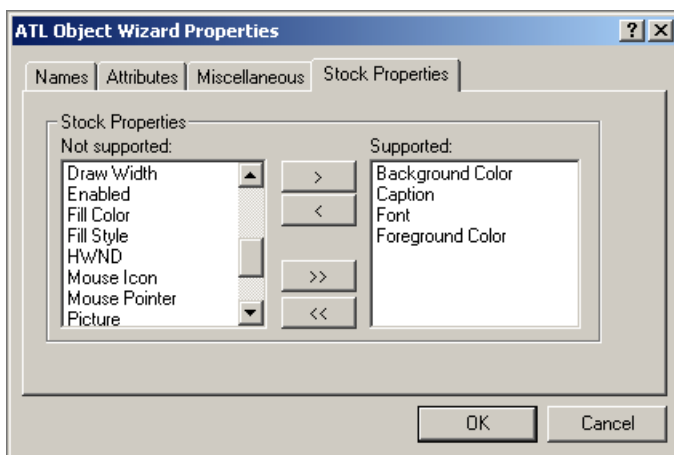 ATL Object Wizard Properties
Names Attributes Miscellaneous Stock Properties
Stock Properties
Not supported: Supported:
Draw Width
Enabled
Fill Color
Fill Style
HWND
Mouse Icon
Mouse Pointer
Picture
>
<
>>
<<
Background Color
Caption
Font
Foreground Color
OK Cancel